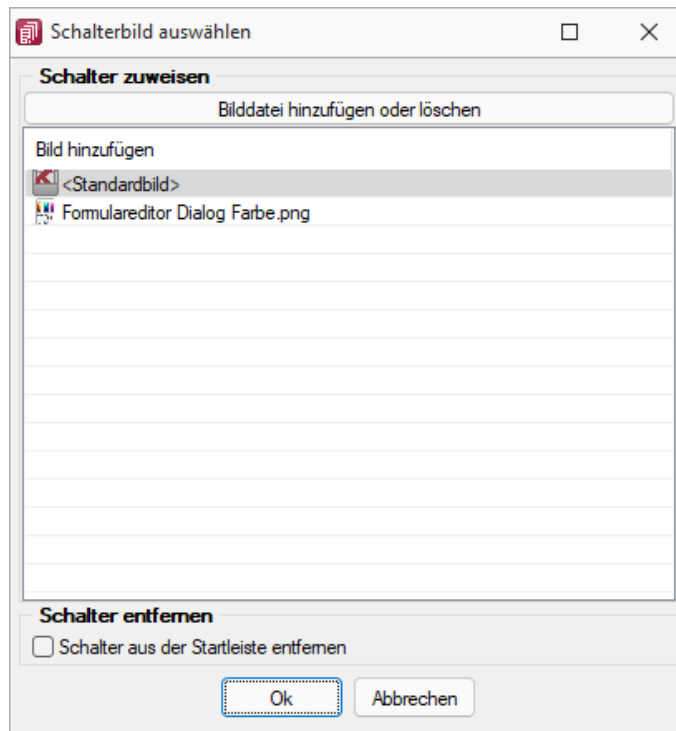 Schalterbild auswählen
Schalter zuweisen
Bilddatei hinzufügen oder löschen
Bild hinzufügen
<Standardbild>
Formulareditor Dialog Farbe.png
Schalter entfernen
Schalter aus der Startleiste entfernen
Ok Abbrechen